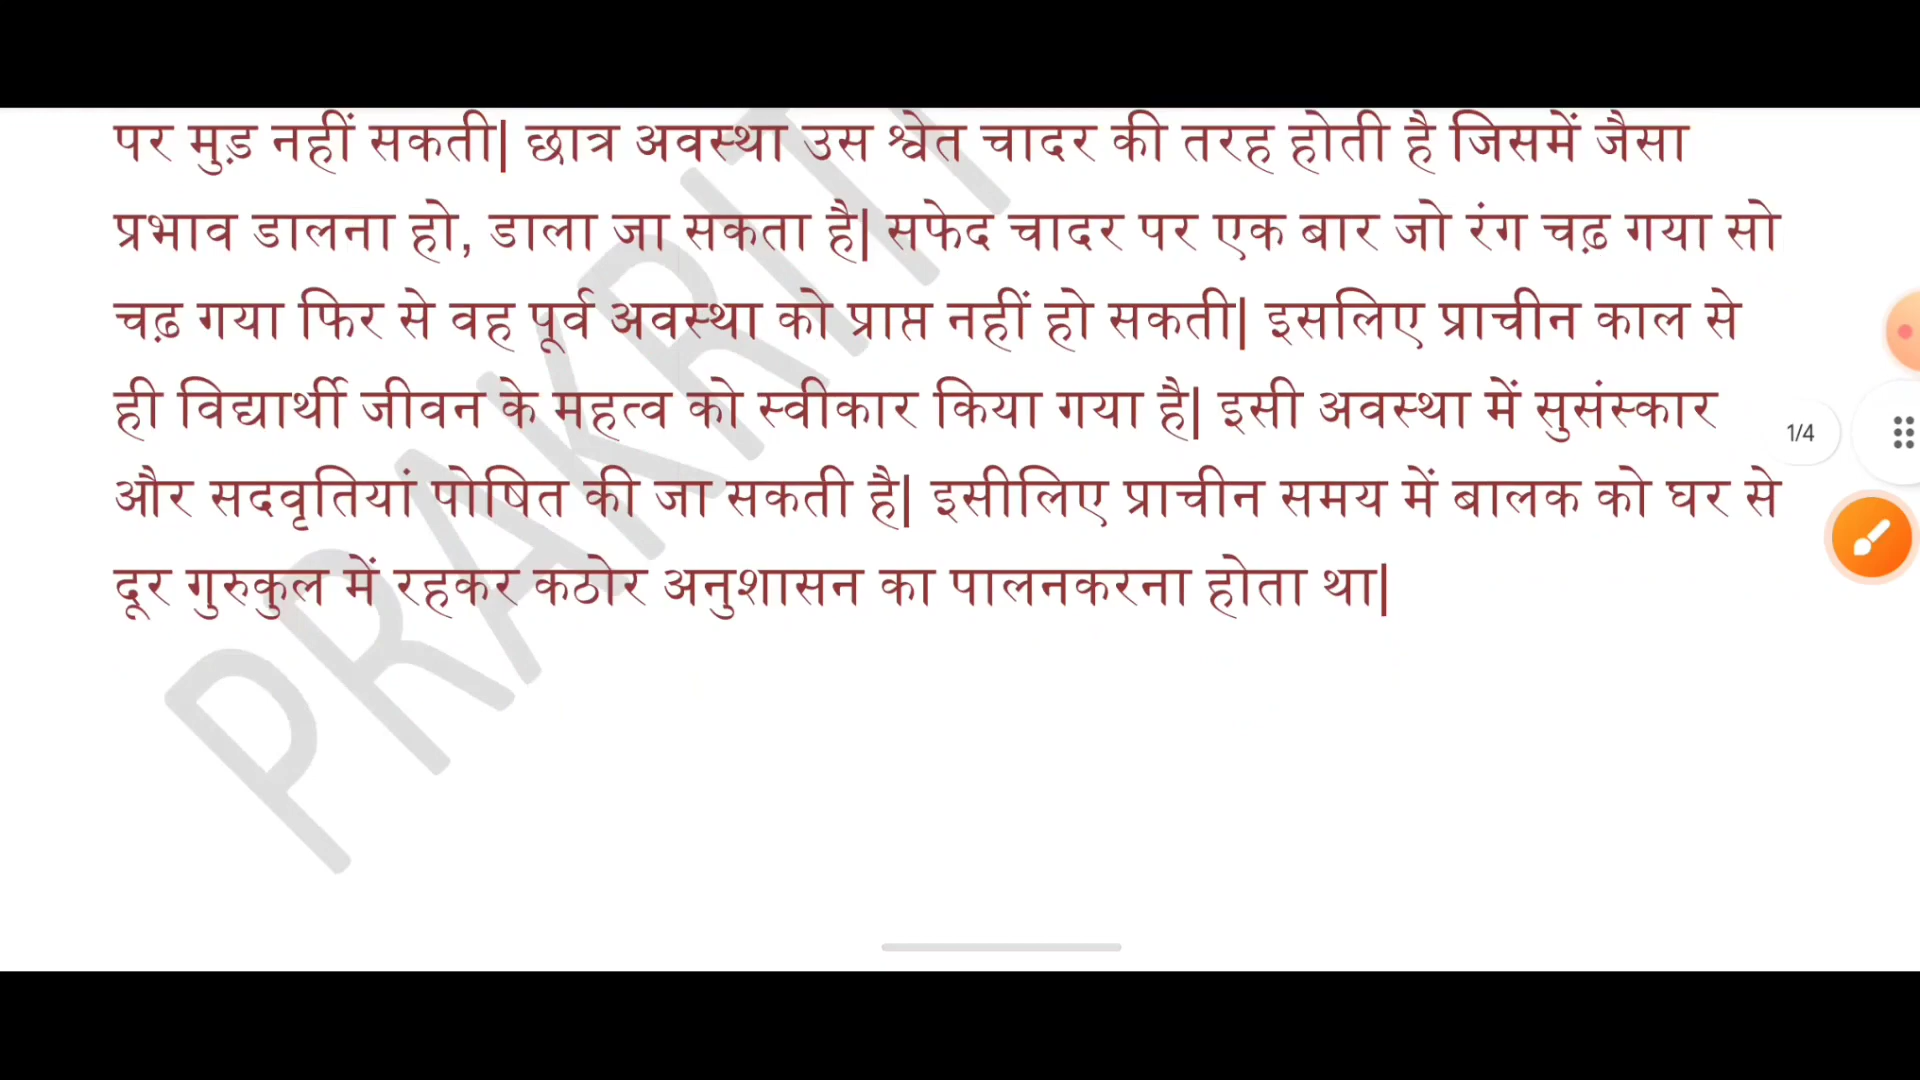 पर मुड़ नहीं सकती| छात्र अवस्था उस श्वेत चादर की तरह होती है जिसमें जैसा
प्रभाव डालना हो, डाला जा सकता है| सफेद चादर पर एक बार जो रंग चढ़ गया सो
चढ़ गया फिर से वह पूर्व अवस्था को प्राप्त नहीं हो सकती| इसलिए प्राचीन काल से
ही विद्यार्थी जीवन के महत्व को स्वीकार किया गया है| इसी अवस्था में सुसंस्कार
1/4
और सदवृतियां पोषित की जा सकती है| इसीलिए प्राचीन समय में बालक को घर से
दूर गुरुकुल में रहकर कठोर अनुशासन का पालनकरना होता था|
PRAKRITI